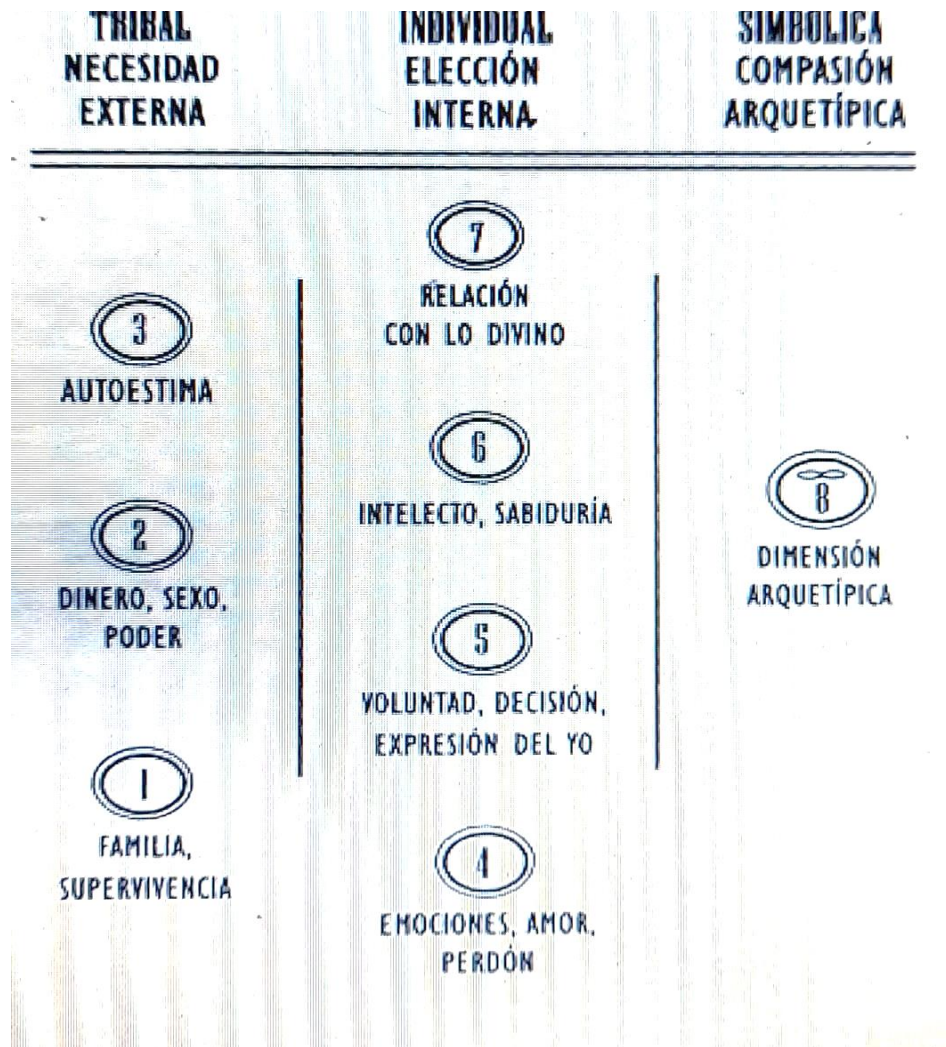 TRIBAL
NECESIDAD
EXTERNA
INDIVIDUAL
ELECCIÓN
INTERNA
SIMBÓLICA
COMPASIÓN
ARQUETÍPICA
3
AUTOESTIMA
2
DINERO, SEXO,
PODER
1
FAMILIA,
SUPERVIVENCIA
7
RELACIÓN
CON LO DIVINO
6
INTELECTO, SABIDURÍA
5
VOLUNTAD, DECISIÓN,
EXPRESIÓN DEL YO
4
EMOCIONES, AMOR,
PERDÓN
∞
8
DIMENSIÓN
ARQUETÍPICA